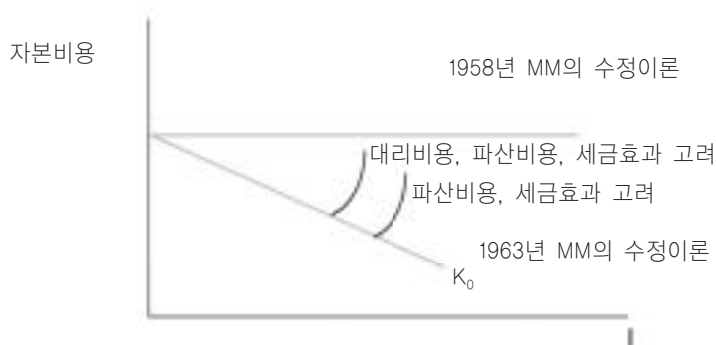 자본비용
1958년 MM의 수정이론
대리비용, 파산비용, 세금효과 고려
파산비용, 세금효과 고려
1963년 MM의 수정이론
K₀